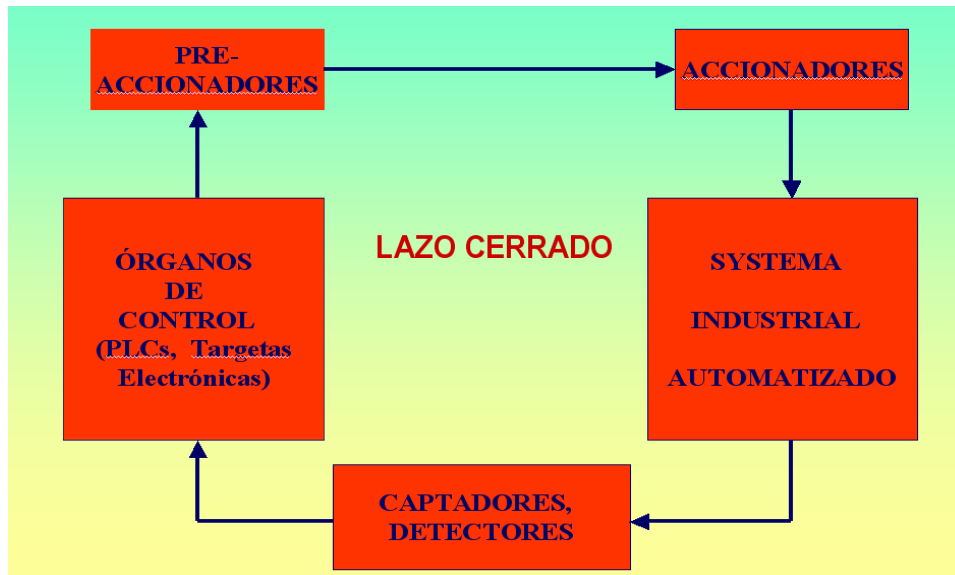 PRE-
ACCIONADORES
ACCIONADORES
ÓRGANOS
DE
CONTROL
(PLCs, Targetas
Electrónicas)
LAZO CERRADO
SYSTEMA
INDUSTRIAL
AUTOMATIZADO
CAPTADORES,
DETECTORES